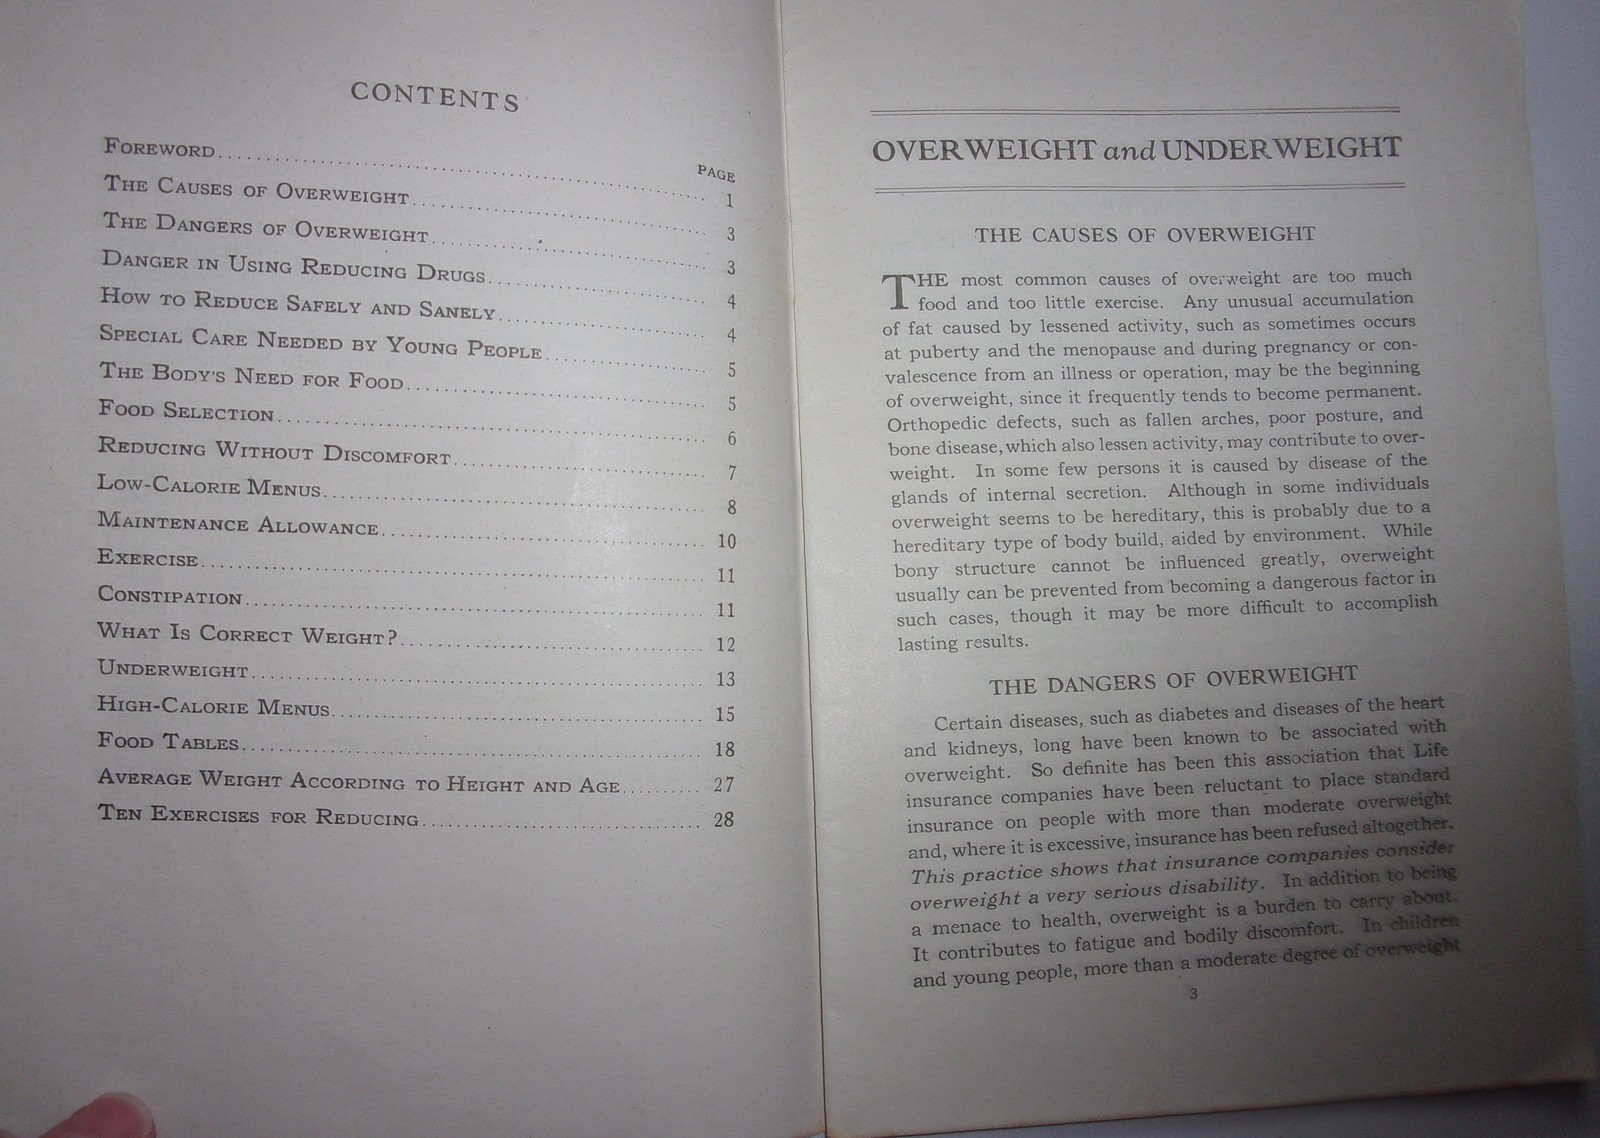 CONTENTS
PAGE
FOREWORD 1
THE CAUSES OF OVERWEIGHT 3
THE DANGERS OF OVERWEIGHT 3
DANGER IN USING REDUCING DRUGS 4
HOW TO REDUCE SAFELY AND SANELY 4
SPECIAL CARE NEEDED BY YOUNG PEOPLE 5
THE BODY'S NEED FOR FOOD 5
FOOD SELECTION 6
REDUCING WITHOUT DISCOMFORT 7
LOW-CALORIE MENUS 8
MAINTENANCE ALLOWANCE 10
EXERCISE 11
CONSTIPATION 11
WHAT IS CORRECT WEIGHT? 12
UNDERWEIGHT 13
HIGH-CALORIE MENUS 15
FOOD TABLES 18
AVERAGE WEIGHT ACCORDING TO HEIGHT AND AGE 27
TEN EXERCISES FOR REDUCING 28
OVERWEIGHT and UNDERWEIGHT
THE CAUSES OF OVERWEIGHT
THE most common causes of overweight are too much
food and too little exercise. Any unusual accumulation
of fat caused by lessened activity, such as sometimes occurs
at puberty and the menopause and during pregnancy or con-
valescence from an illness or operation, may be the beginning
of overweight, since it frequently tends to become permanent.
Orthopedic defects, such as fallen arches, poor posture, and
bone disease, which also lessen activity, may contribute to over-
weight. In some few persons it is caused by disease of the
glands of internal secretion. Although in some individuals
overweight seems to be hereditary, this is probably due to a
hereditary type of body build, aided by environment. While
bony structure cannot be influenced greatly, overweight
usually can be prevented from becoming a dangerous factor in
such cases, though it may be more difficult to accomplish
lasting results.
THE DANGERS OF OVERWEIGHT
Certain diseases, such as diabetes and diseases of the heart
and kidneys, long have been known to be associated with
overweight. So definite has been this association that Life
insurance companies have been reluctant to place standard
insurance on people with more than moderate overweight
and, where it is excessive, insurance has been refused altogether.
This practice shows that insurance companies consider
overweight a very serious disability. In addition to being
a menace to health, overweight is a burden to carry about.
It contributes to fatigue and bodily discomfort. In children
and young people, more than a moderate degree of overweight
3